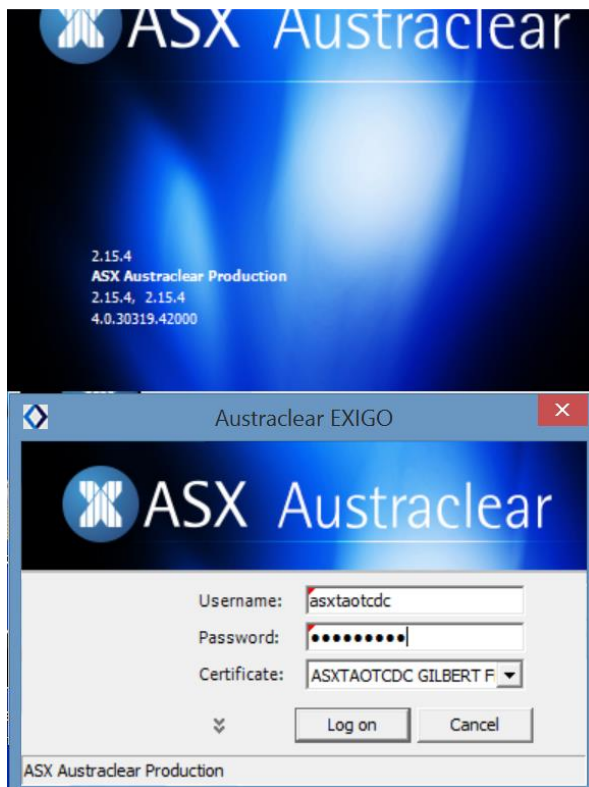 ASX Austraclear
2.15.4
ASX Austraclear Production
2.15.4, 2.15.4
4.0.30319.42000
Austraclear EXIGO
ASX Austraclear
Username: asxtaotcdc
Password: ●●●●●●●●●
Certificate: ASXTAOTCDC GILBERT F
Log on Cancel
ASX Austraclear Production